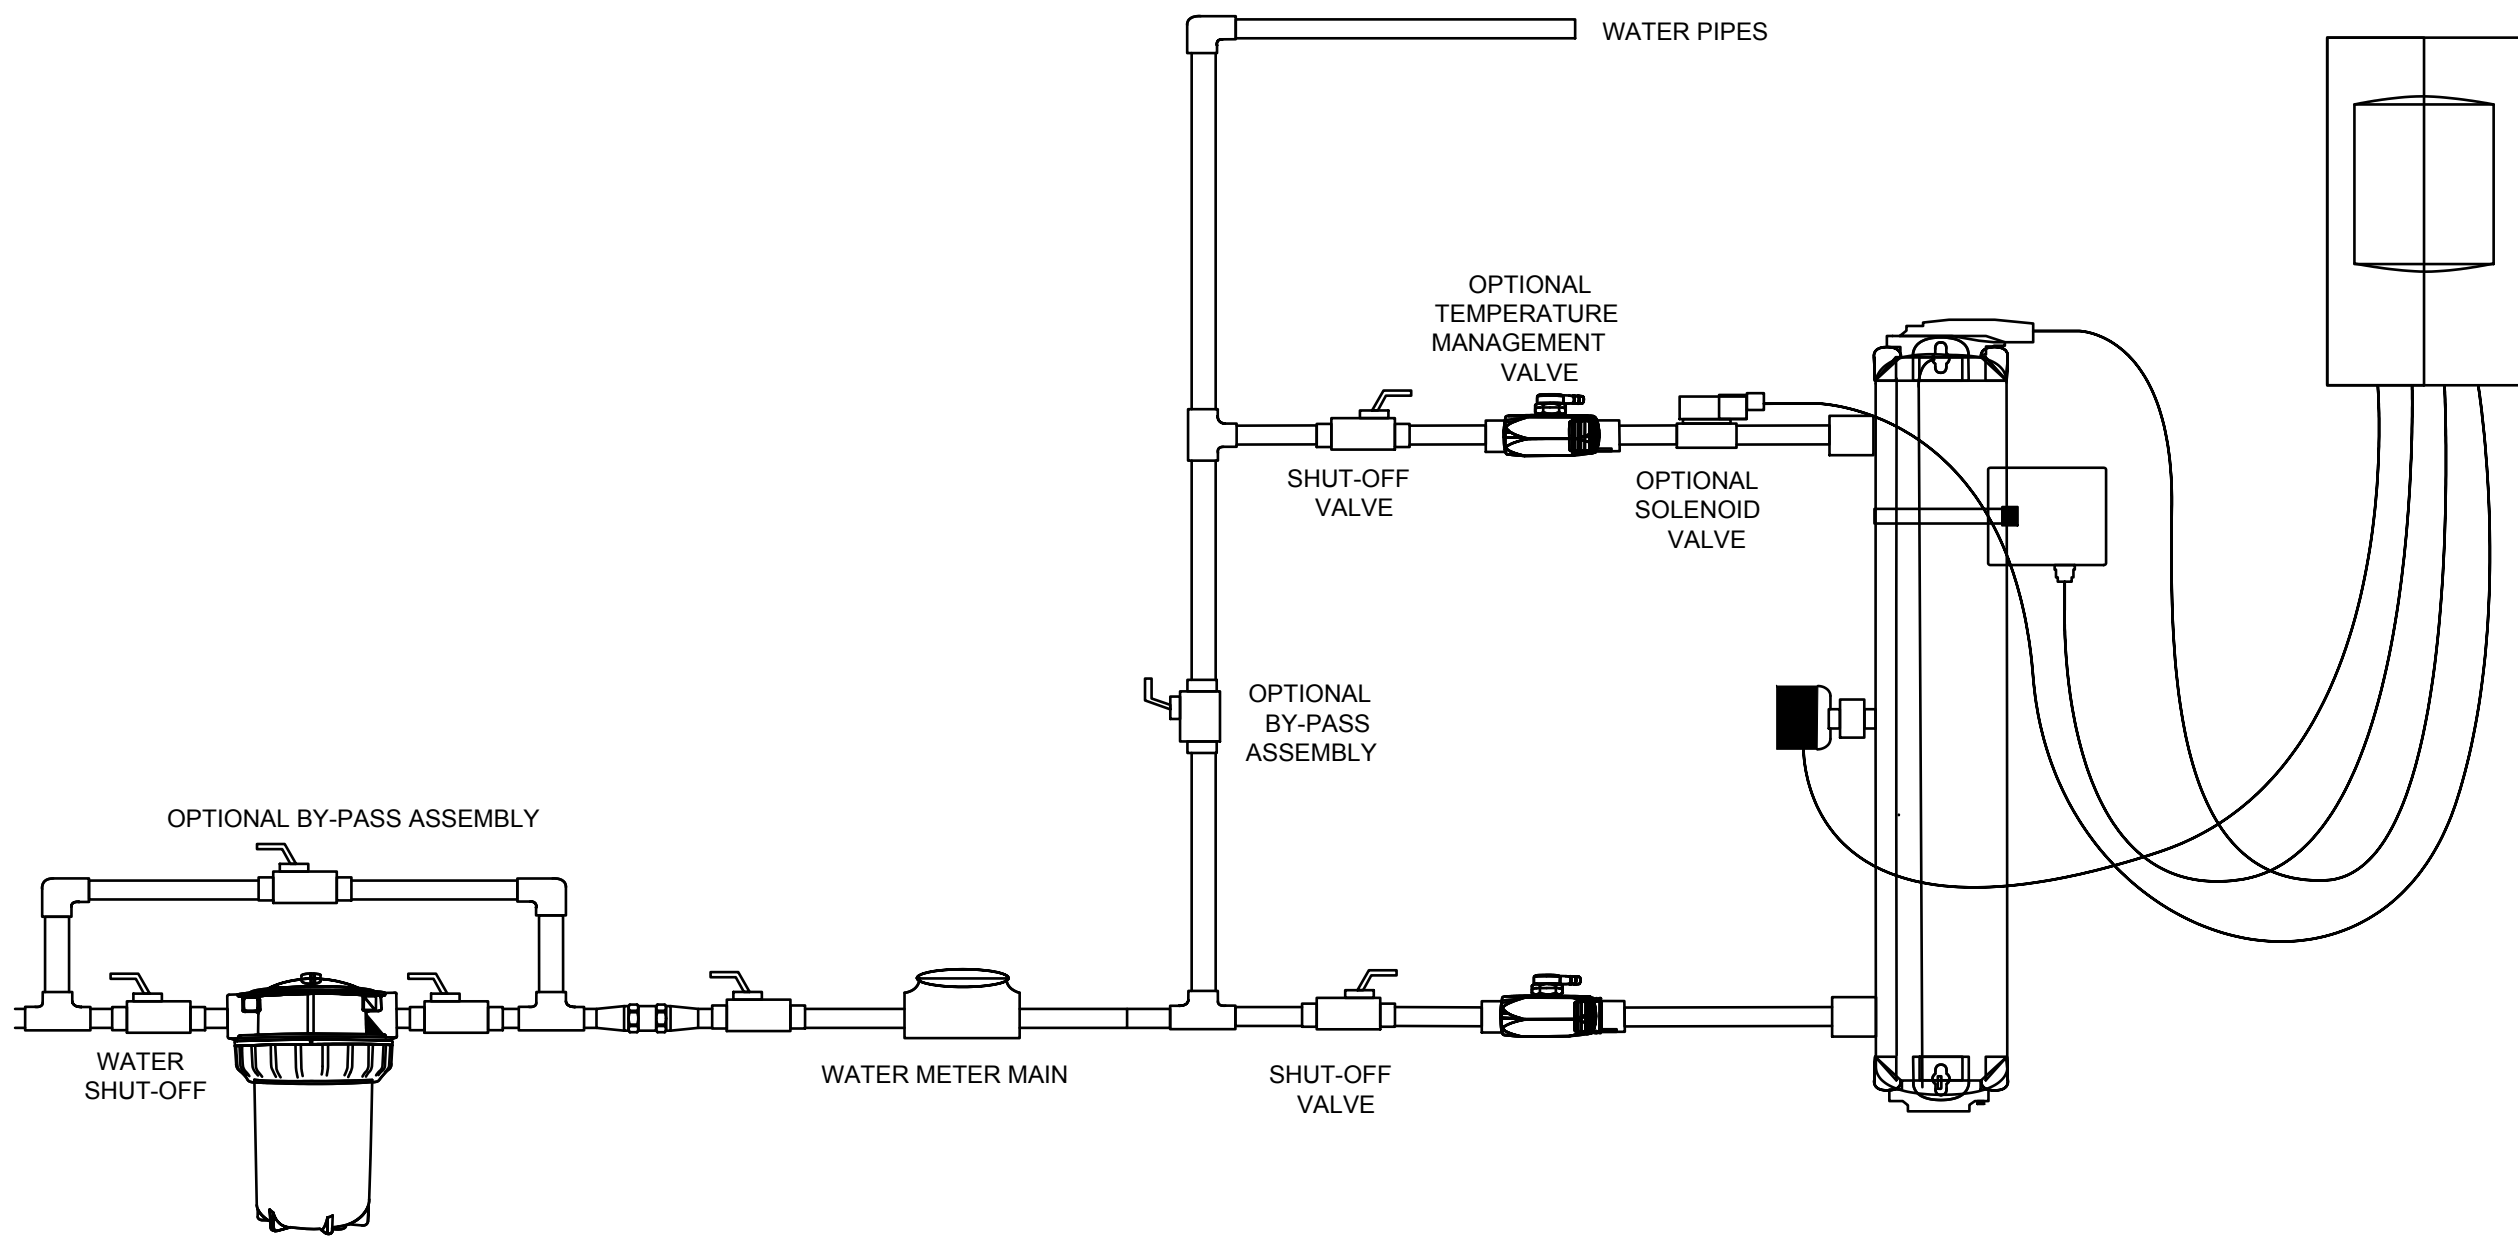 WATER PIPES
OPTIONAL
TEMPERATURE
MANAGEMENT
VALVE
SHUT-OFF
VALVE
OPTIONAL
SOLENOID
VALVE
OPTIONAL
BY-PASS
ASSEMBLY
OPTIONAL BY-PASS ASSEMBLY
WATER
SHUT-OFF
WATER METER MAIN
SHUT-OFF
VALVE